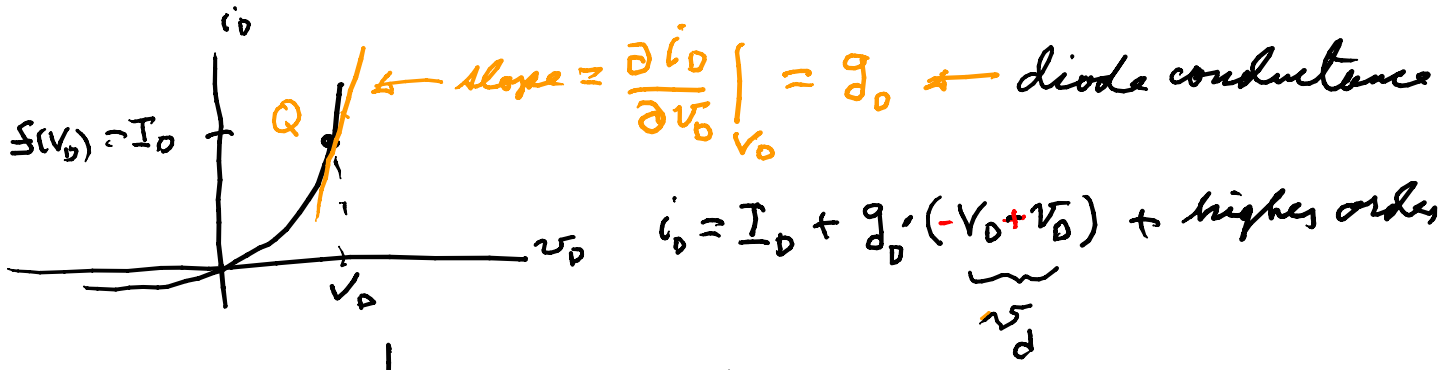 i_D
Q ← slope = ∂i_D/∂v_D |_{V_D} = g_D ← diode conductance
f(V_D) = I_D
i_D = I_D + g_D·(-V_D + v_D) + higher order
v_D
V_D
v_d